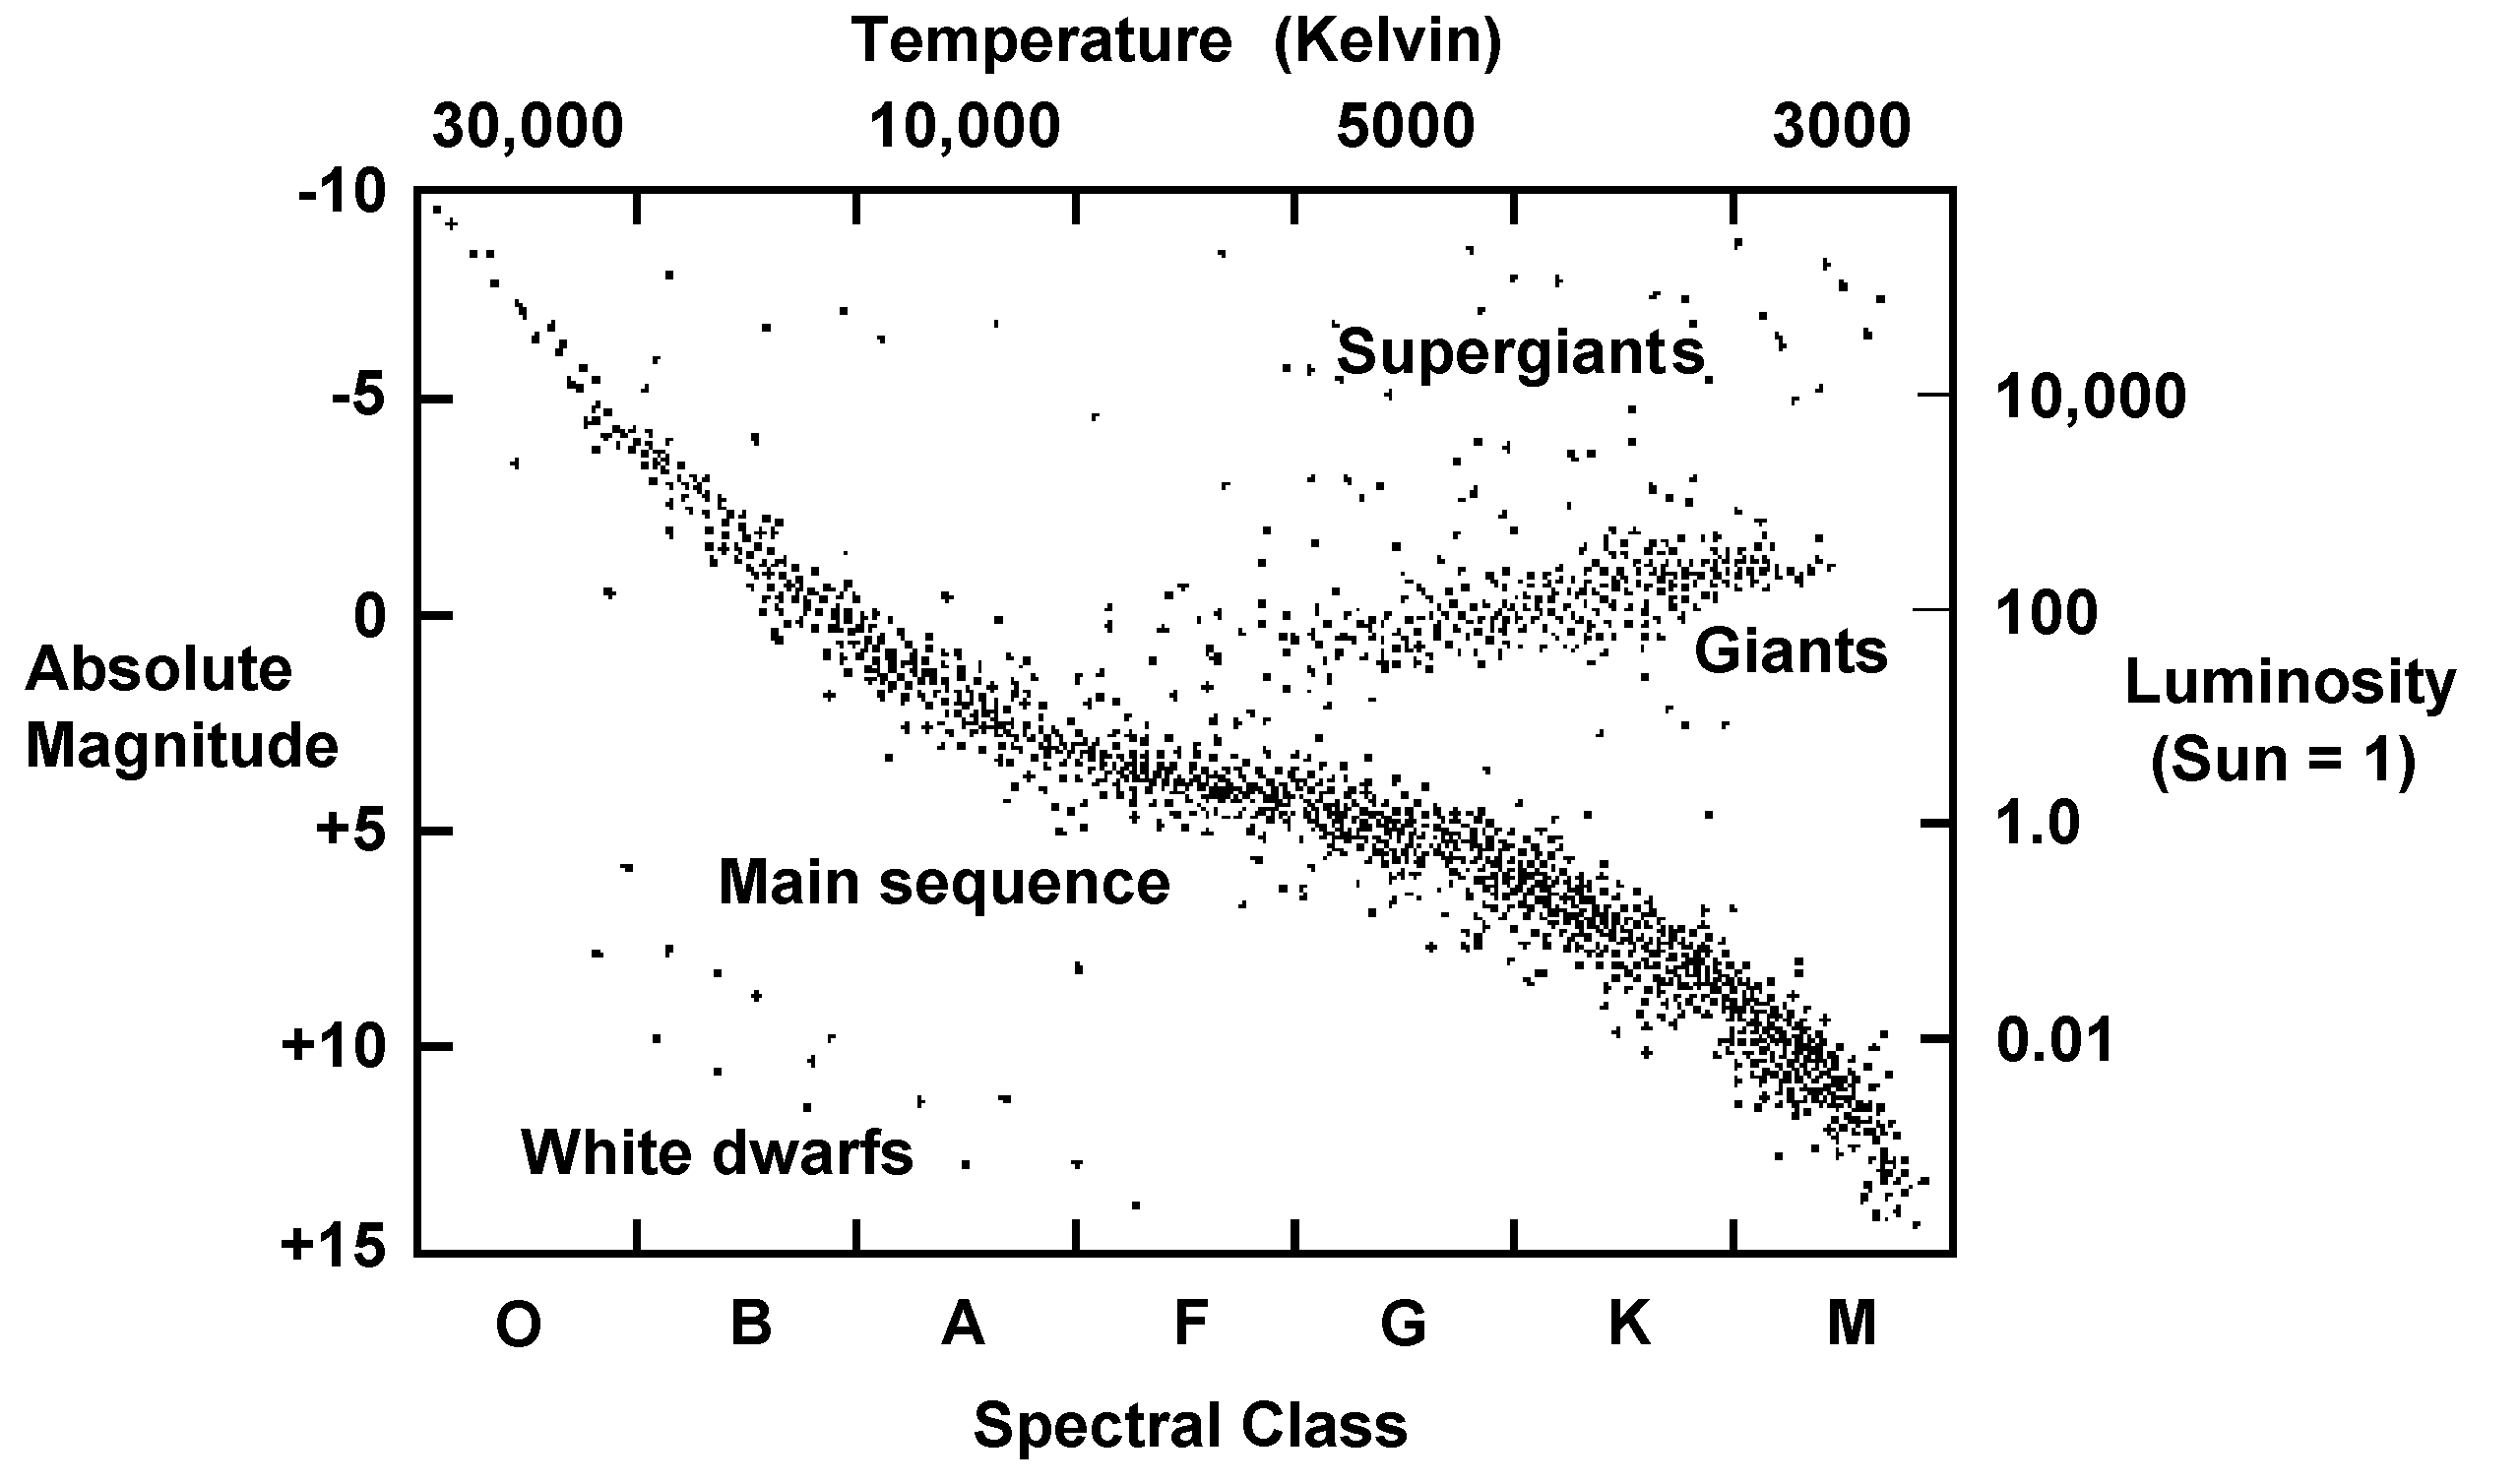 Temperature (Kelvin)
30,000 10,000 5000 3000
-10
Supergiants
-5 10,000
0 100
Giants
Absolute
Magnitude
Luminosity
(Sun = 1)
+5 1.0
Main sequence
+10 0.01
White dwarfs
+15
O B A F G K M
Spectral Class